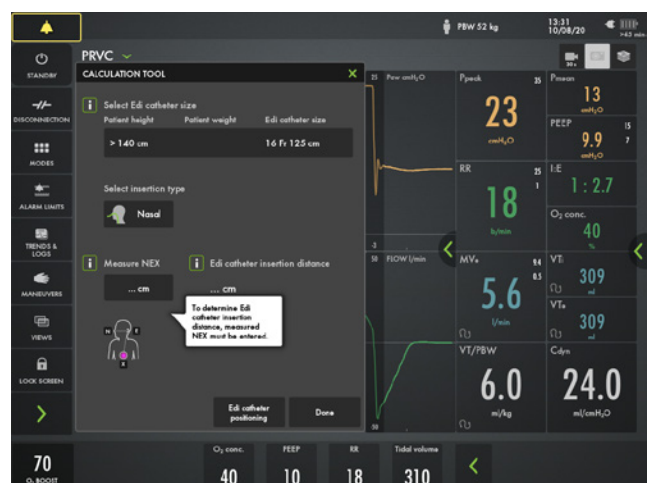 PBW 52 kg
13:31
10/08/20
>45 min.
STANDBY
DISCONNECTION
MODES
ALARM LIMITS
TRENDS &
LOGS
MANEUVERS
VIEWS
LOCK SCREEN
70
O₂ BOOST
PRVC
CALCULATION TOOL X
i Select Edi catheter size
Patient height Patient weight Edi catheter size
> 140 cm 16 Fr 125 cm
Select insertion type
Nasal
i Measure NEX i Edi catheter insertion distance
... cm ... cm
To determine Edi
catheter insertion
distance, measured
NEX must be entered.
N E
X
Edi catheter
positioning
Done
30 s
25 Paw cmH₂O
-3
50 FLOW l/min
50
Ppeak 35
23
cmH₂O
Pmean
13
cmH₂O
PEEP 15
9.9 7
cmH₂O
RR 25
1
18
b/min
I:E
1 : 2.7
O₂ conc.
40
%
MVe 9.4
0.5
5.6
l/min
VTi
309
ml
VTe
309
ml
VT/PBW
6.0
ml/kg
Cdyn
24.0
ml/cmH₂O
O₂ conc. PEEP RR Tidal volume
40 10 18 310